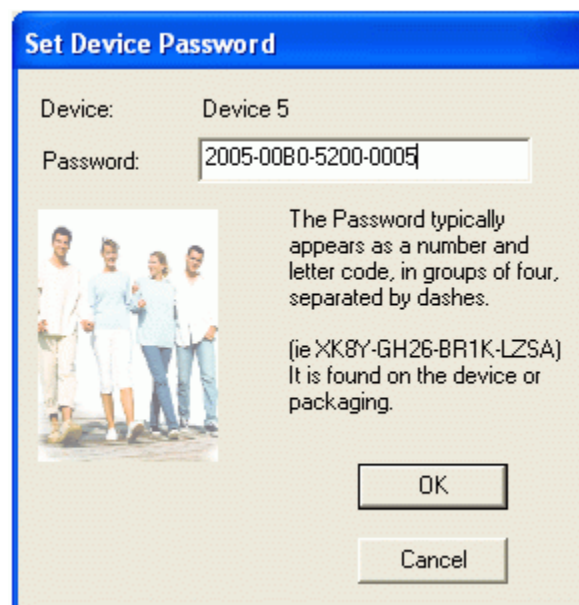 Set Device Password
Device: Device 5
Password: 2005-00B0-5200-0005
The Password typically
appears as a number and
letter code, in groups of four,
separated by dashes.
(ie XK8Y-GH26-BR1K-LZSA)
It is found on the device or
packaging.
OK
Cancel